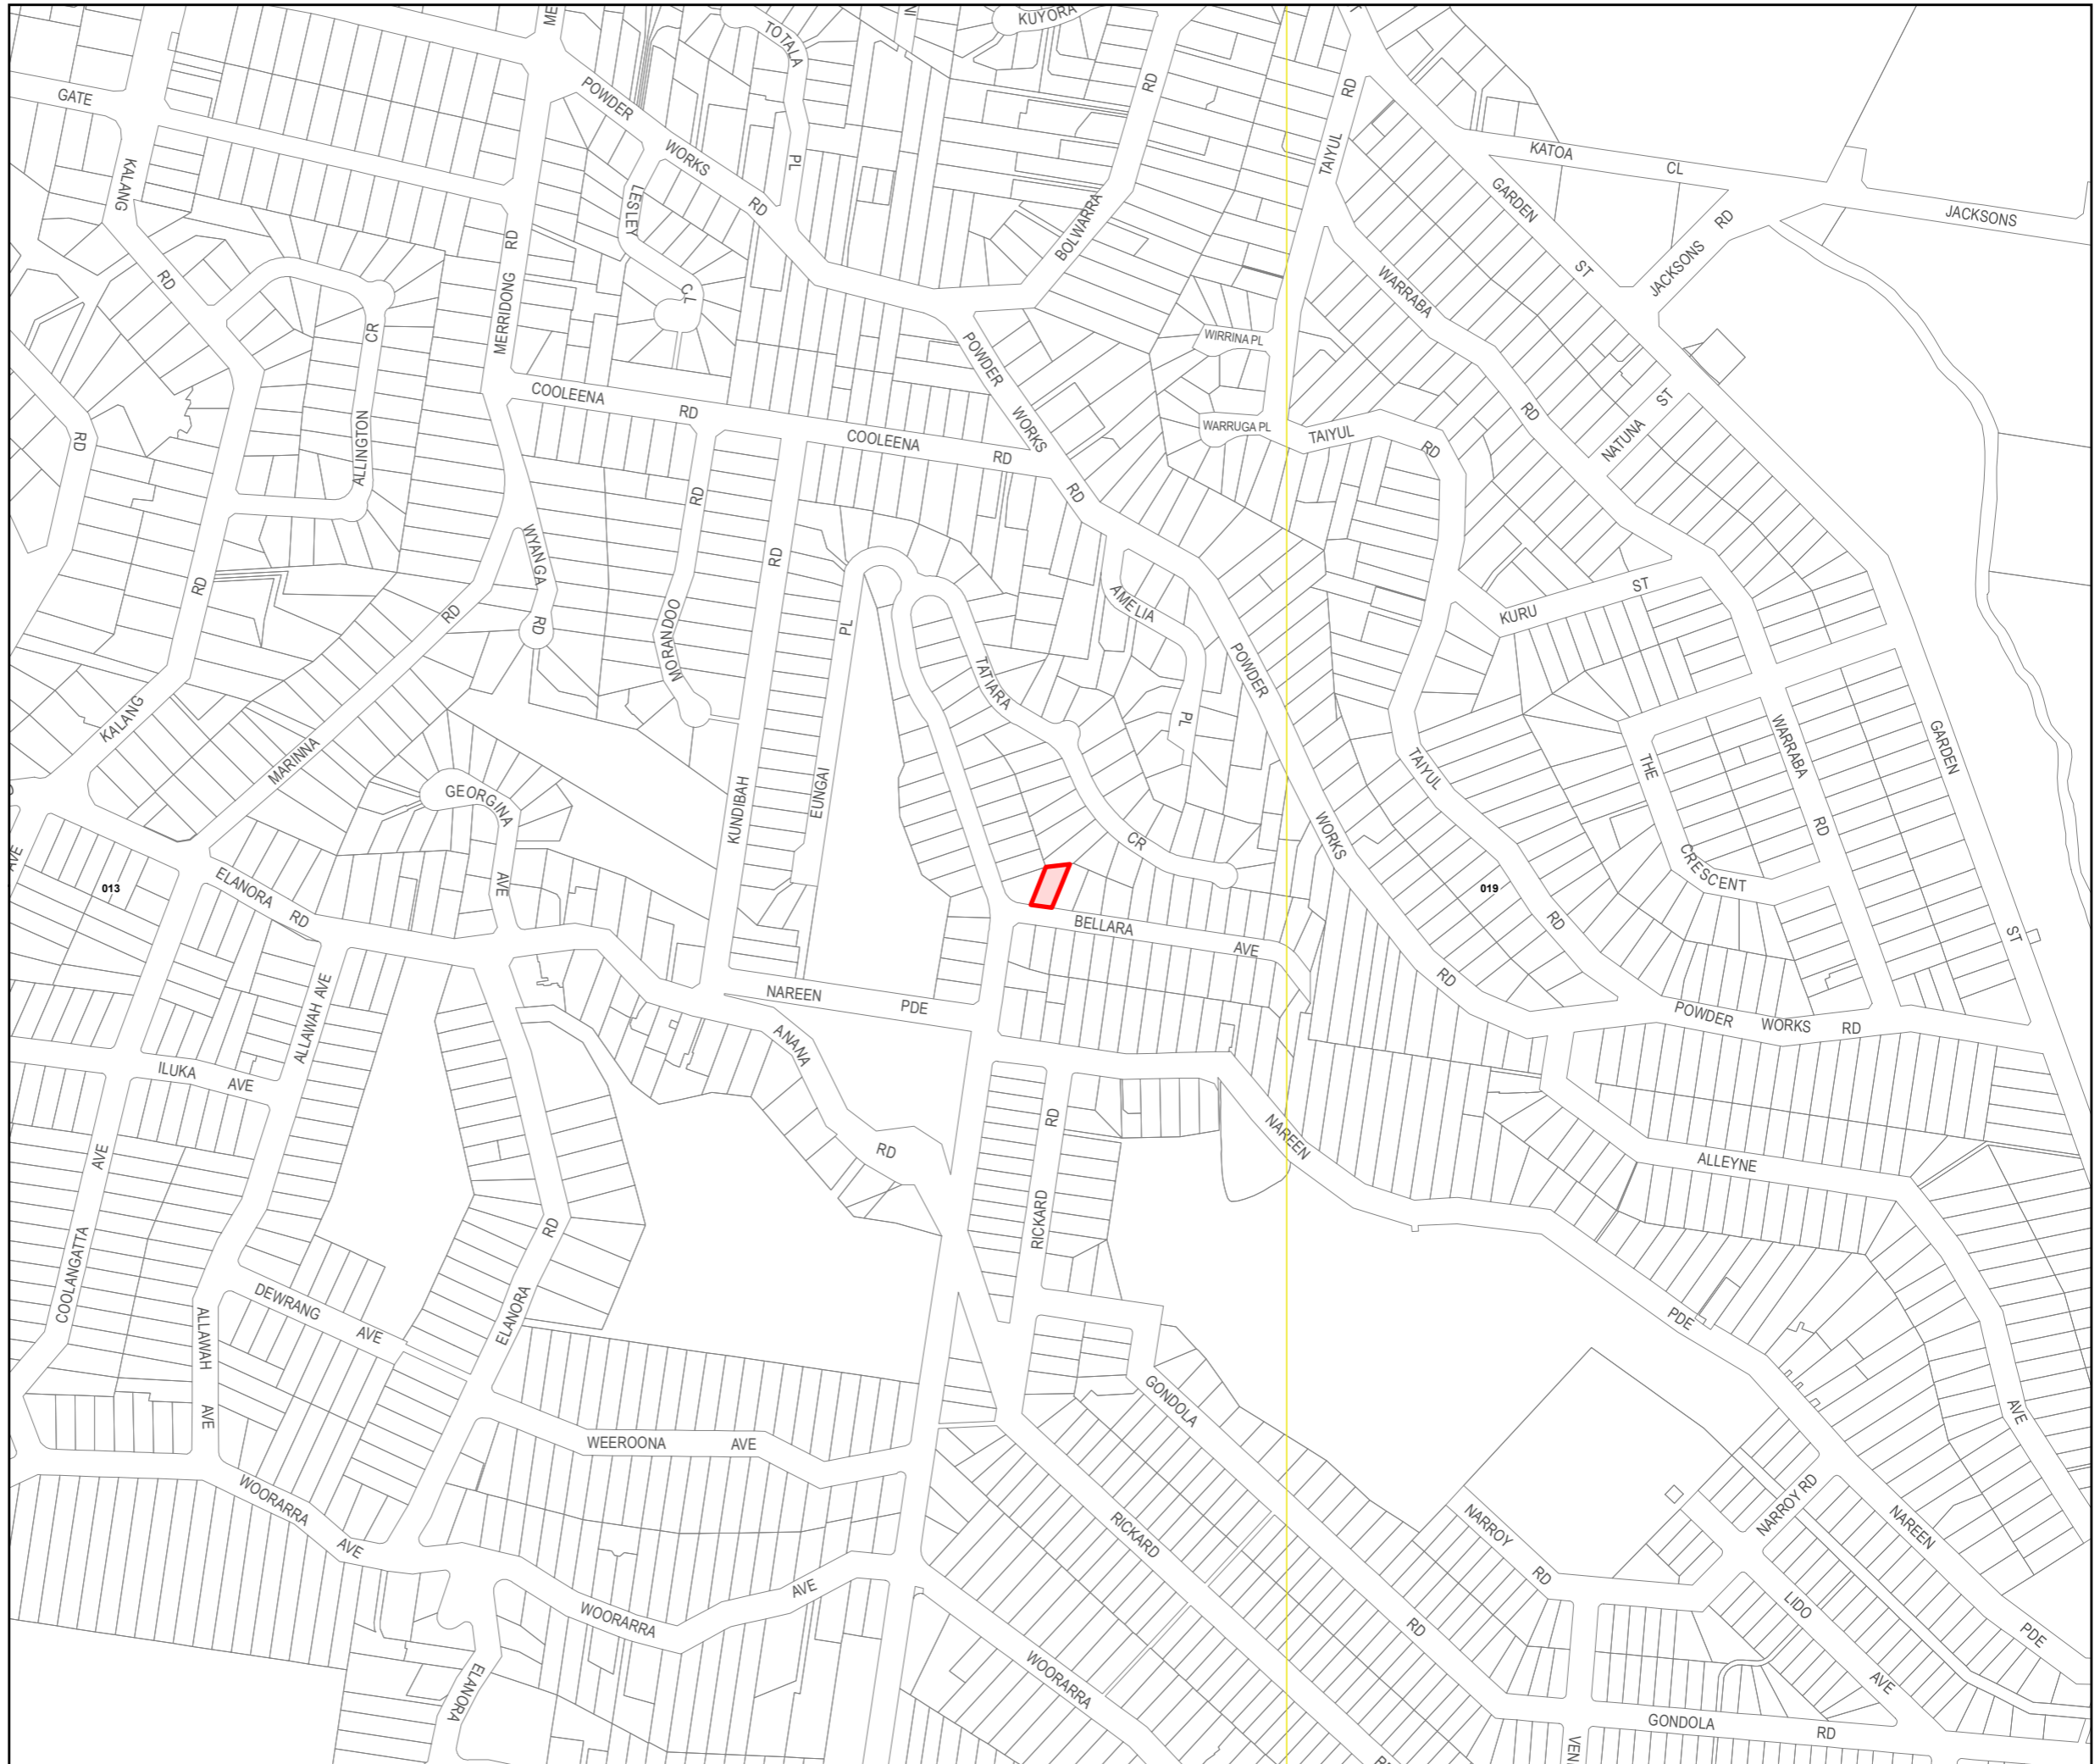 ME
TOTALA
KUYORA
GATE
POWDER
WORKS
RD
PL
RD
RD
TAIYUL
KATOA
CL
JACKSONS
KALANG
RD
LESLEY
CL
BOLWARRA
GARDEN
ST
JACKSONS RD
MERRIDONG
RD
ALLINGTON
CR
WARRABA
RD
WIRRINA PL
POWDER
WORKS
RD
COOLEENA
RD
COOLEENA
RD
WARRUGA PL
TAIYUL
RD
NATUNA ST
RD
WYANGA
RD
RD
RD
RD
WORANDOO
AMELIA
PL
KURU
ST
PL
TATIARA
CR
POWDER
WORKS
RD
KALANG
MARINNA
RD
GEORGINA
AVE
KUNDIBAH
EUNGAI
TAIYUL
RD
THE
CRESCENT
WARRABA
RD
GARDEN
ST
AVE
013
ELANORA
RD
019
BELLARA
AVE
NAREEN
PDE
ANANA
RD
POWDER WORKS RD
ALLAWAH AVE
ILUKA
AVE
RD
NAREEN
ALLEYNE
AVE
COOLANGATTA
RICKARD
RD
ELANORA
DEWRANG
AVE
ALLAWAH
AVE
PDE
GONDOLA
AVE
WEEROONA
AVE
WOORARRA
AVE
RICKARD
NARROY
RD
NARROY RD
NAREEN
PDE
WOORARRA
AVE
RD
LIDO
AVE
ELANORA
WOORARRA
GONDOLA
RD
VEN